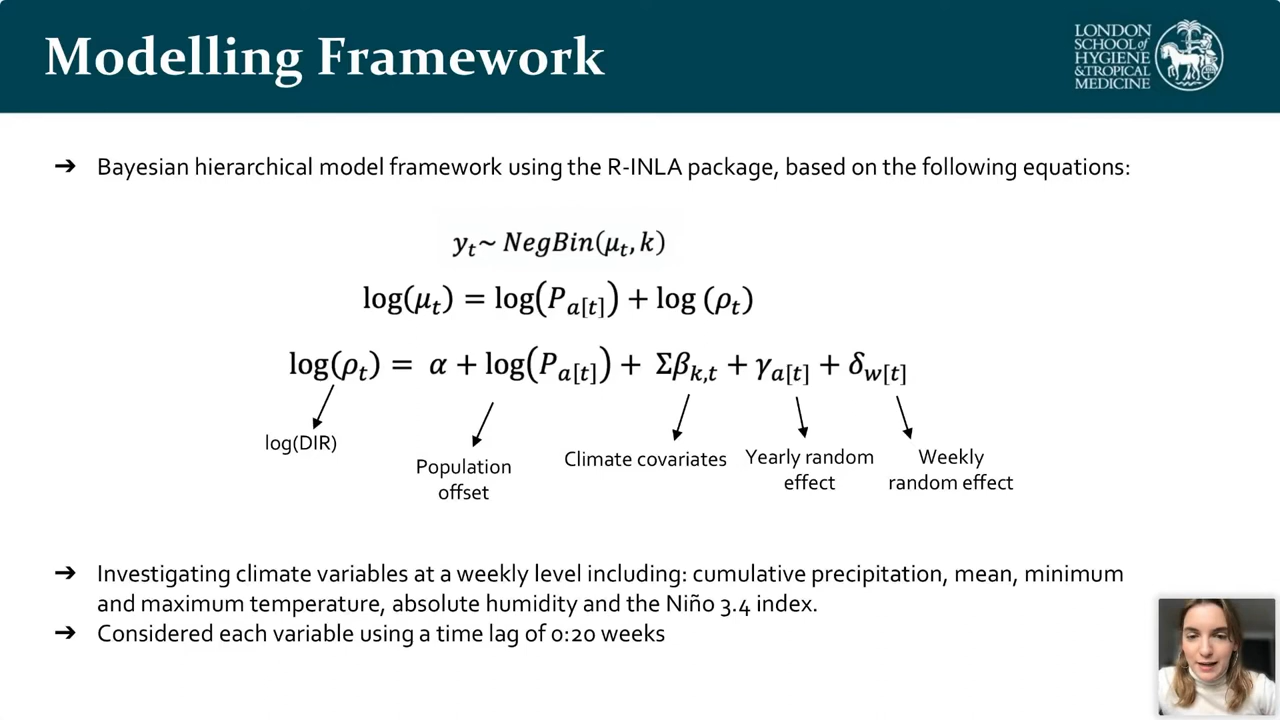 Modelling Framework
LONDON
SCHOOL of
HYGIENE
& TROPICAL
MEDICINE
➔ Bayesian hierarchical model framework using the R-INLA package, based on the following equations:
y_t ~ NegBin(μ_t, k)
log(μ_t) = log(P_a[t]) + log (ρ_t)
log(ρ_t) = α + log(P_a[t]) + Σβ_k,t + γ_a[t] + δ_w[t]
log(DIR)
Population
offset
Climate covariates
Yearly random
effect
Weekly
random effect
➔ Investigating climate variables at a weekly level including: cumulative precipitation, mean, minimum
and maximum temperature, absolute humidity and the Niño 3.4 index.
➔ Considered each variable using a time lag of 0:20 weeks